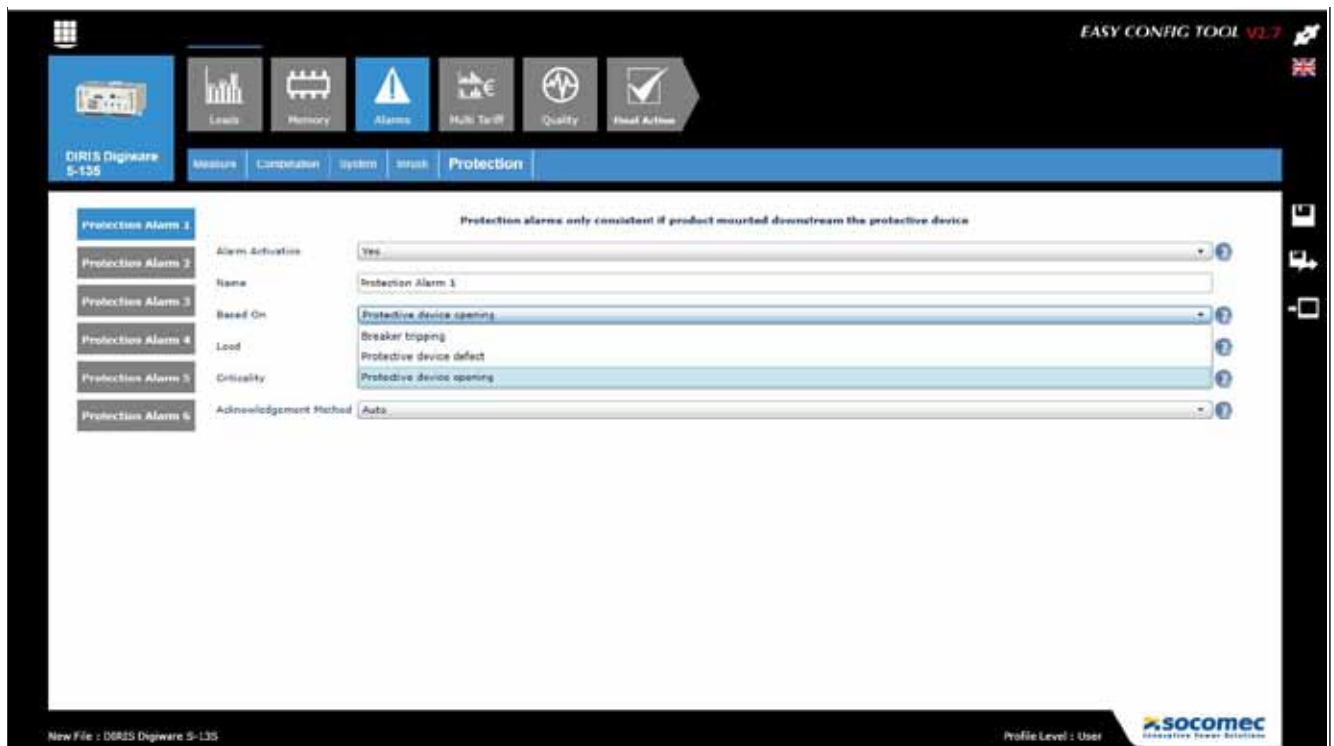 EASY CONFIG TOOL V2.7
Loads
Memory
Alarms
Multi Tariff
Quality
Final Action
DIRIS Digiware
S-135
Measure
Combination
System
Inrush
Protection
Protection Alarm 1
Protection Alarm 2
Protection Alarm 3
Protection Alarm 4
Protection Alarm 5
Protection Alarm 6
Protection alarms only consistent if product mounted downstream the protective device
Alarm Activation
Yes
Name
Protection Alarm 1
Based On
Protective device opening
Breaker tripping
Protective device defect
Protective device opening
Load
Criticality
Acknowledgement Method
Auto
New File : DIRIS Digiware S-135
Profile Level : User
socomec
Innovative Power Solutions